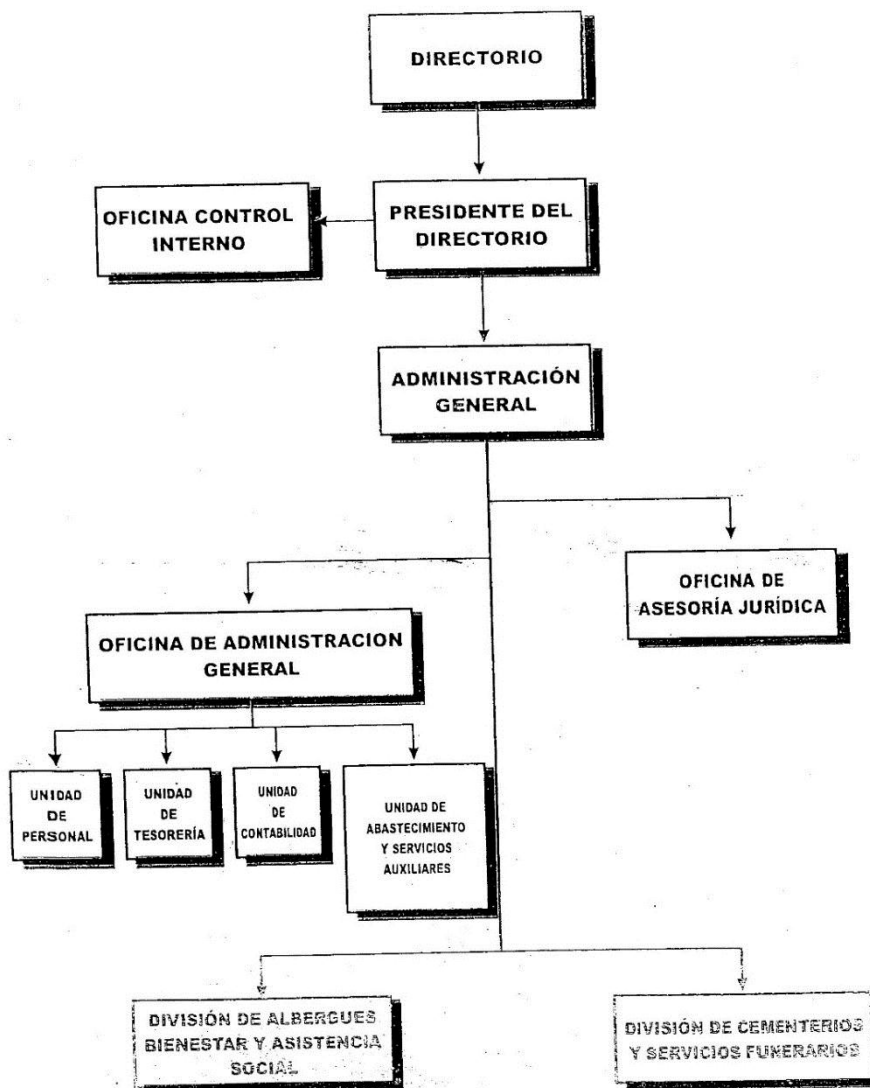 DIRECTORIO
OFICINA CONTROL
INTERNO
PRESIDENTE DEL
DIRECTORIO
ADMINISTRACIÓN
GENERAL
OFICINA DE
ASESORÍA JURÍDICA
OFICINA DE ADMINISTRACION
GENERAL
UNIDAD
DE
PERSONAL
UNIDAD
DE
TESORERÍA
UNIDAD
DE
CONTABILIDAD
UNIDAD DE
ABASTECIMIENTO
Y SERVICIOS
AUXILIARES
DIVISIÓN DE ALBERGUES
BIENESTAR Y ASISTENCIA
SOCIAL
DIVISIÓN DE CEMENTERIOS
Y SERVICIOS FUNERARIOS